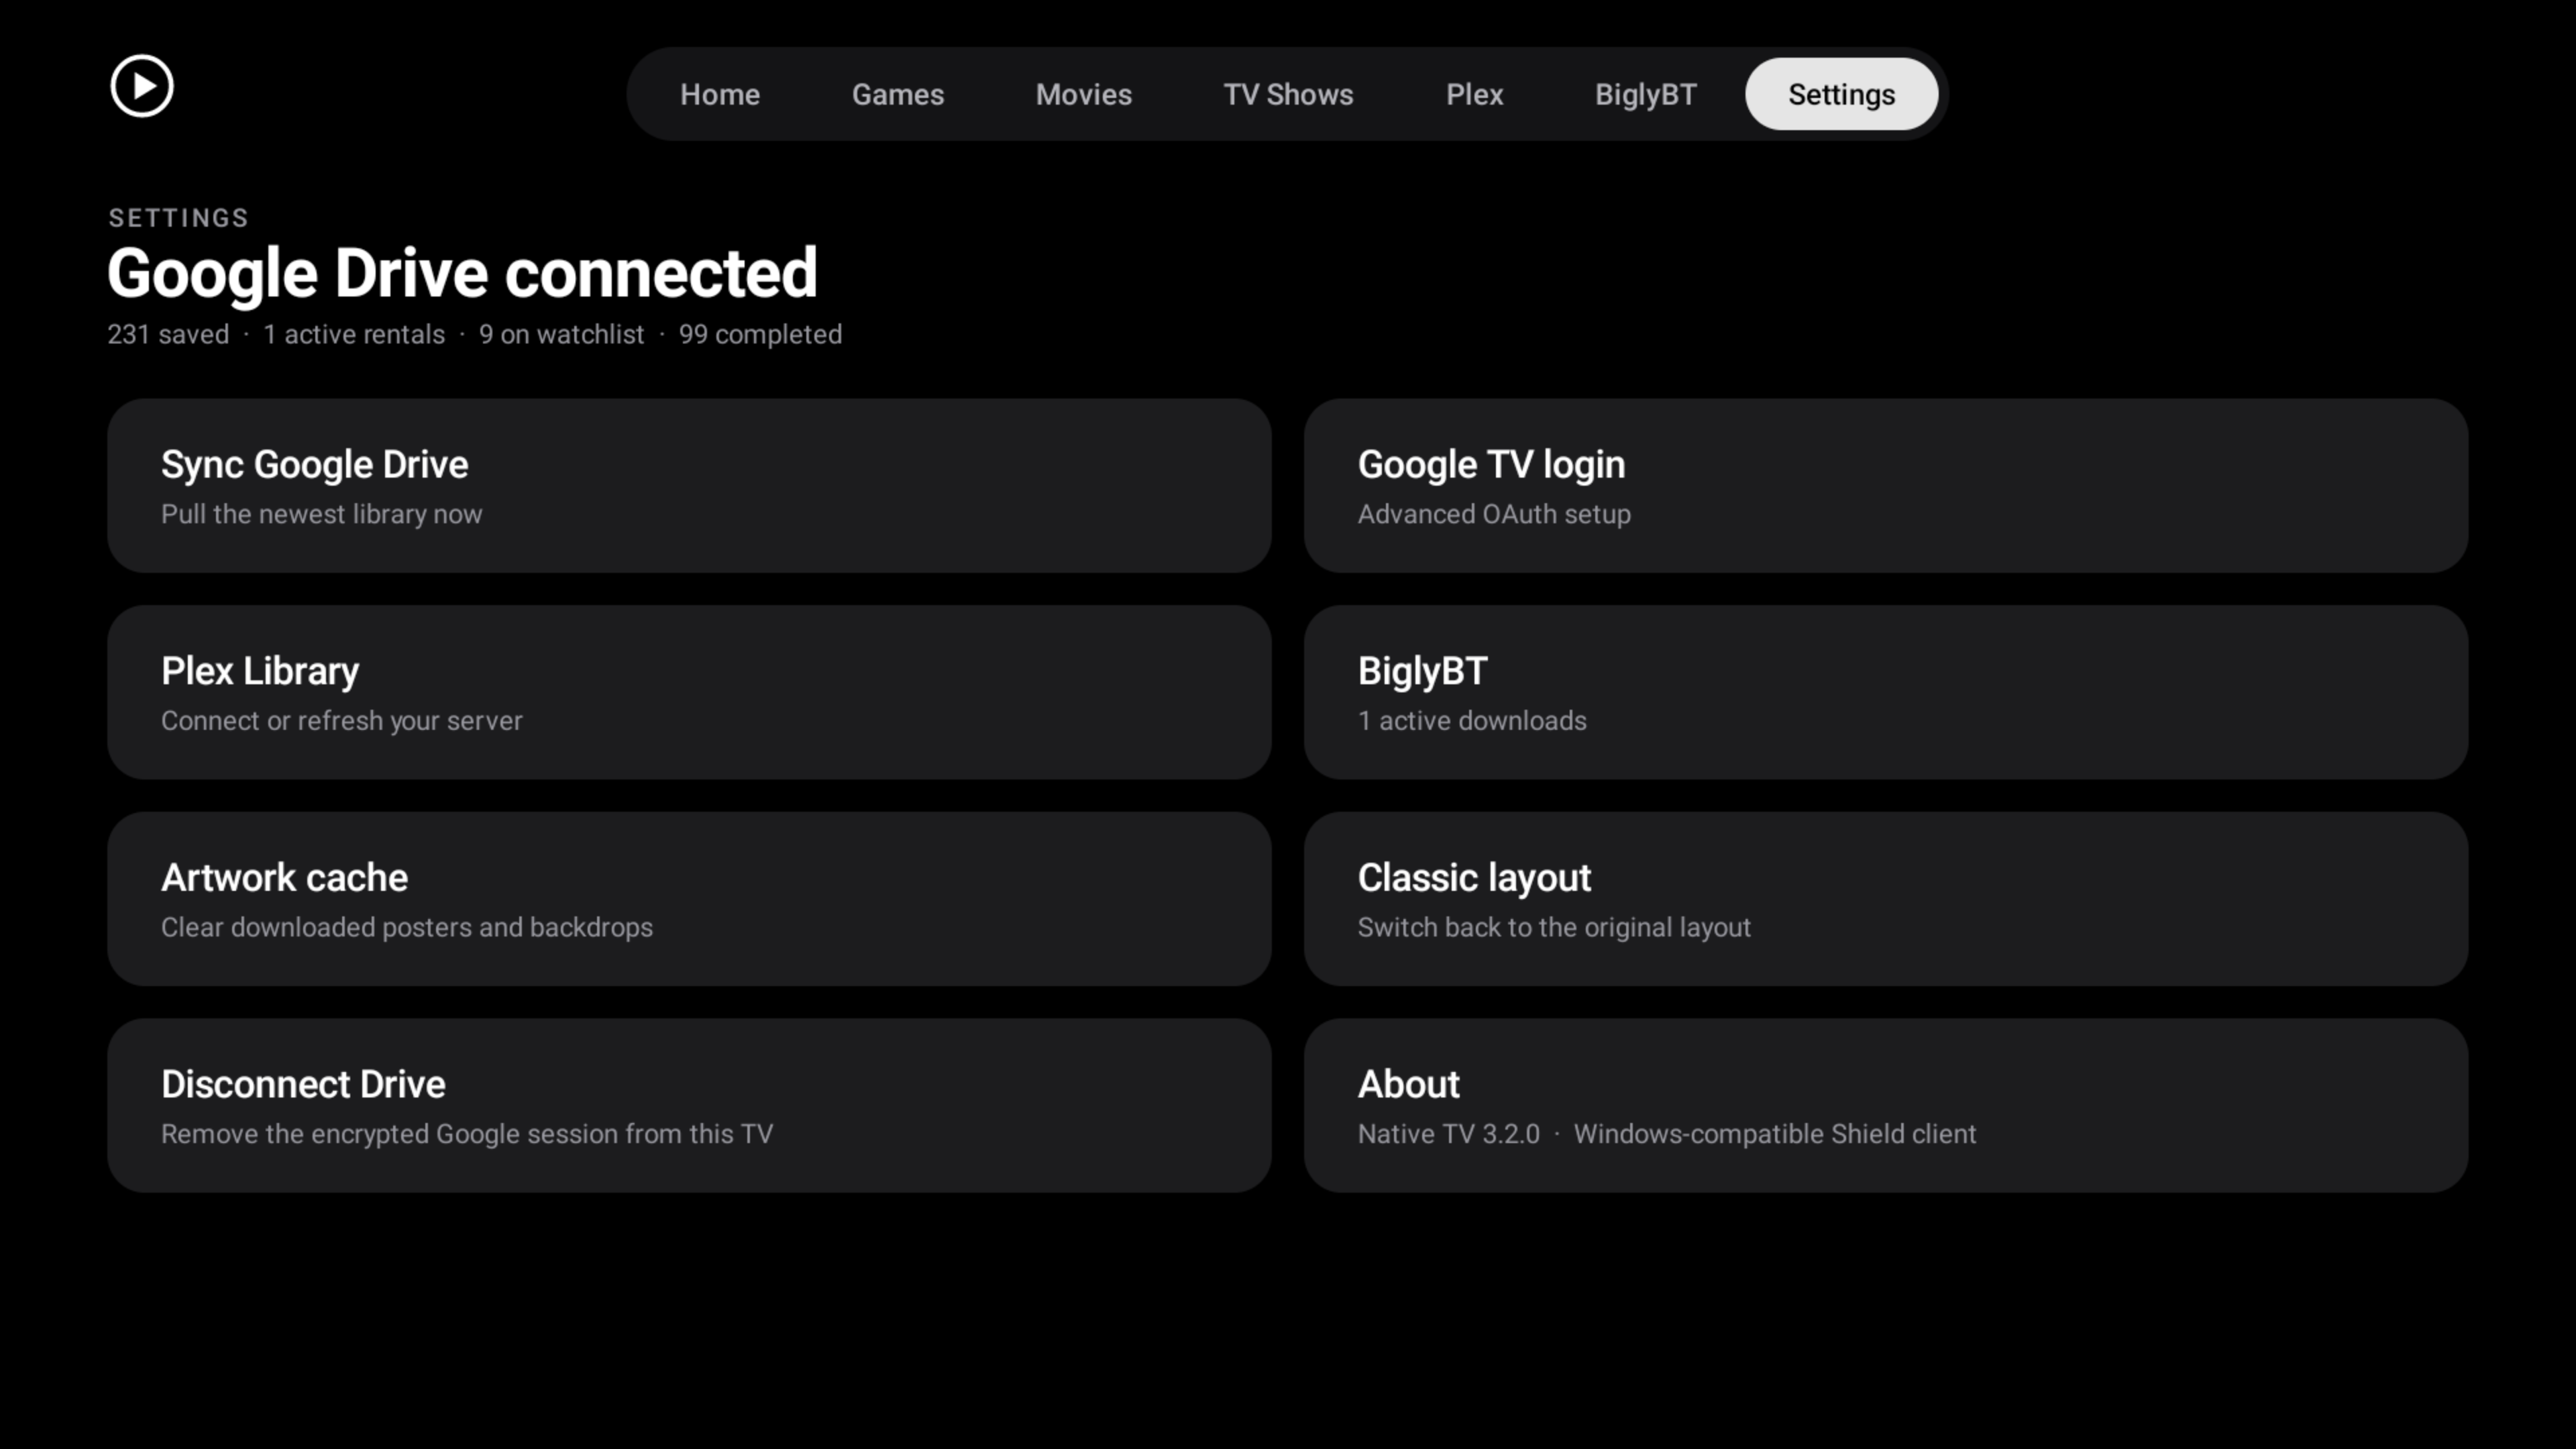 Home Games Movies TV Shows Plex BiglyBT Settings
SETTINGS
Google Drive connected
231 saved · 1 active rentals · 9 on watchlist · 99 completed
Sync Google Drive
Pull the newest library now
Google TV login
Advanced OAuth setup
Plex Library
Connect or refresh your server
BiglyBT
1 active downloads
Artwork cache
Clear downloaded posters and backdrops
Classic layout
Switch back to the original layout
Disconnect Drive
Remove the encrypted Google session from this TV
About
Native TV 3.2.0 · Windows-compatible Shield client